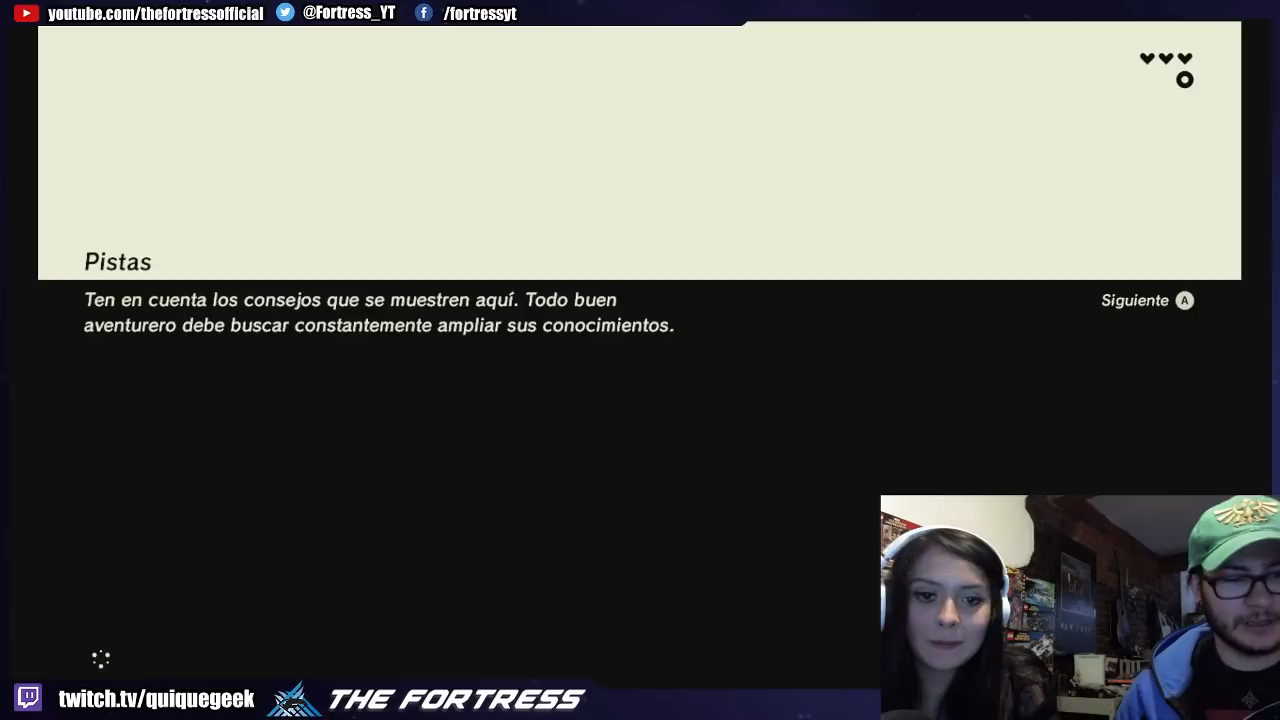 youtube.com/thefortressofficial @Fortress_YT /fortressyt
Pistas
Ten en cuenta los consejos que se muestren aquí. Todo buen
aventurero debe buscar constantemente ampliar sus conocimientos.
Siguiente A
twitch.tv/quiquegeek THE FORTRESS